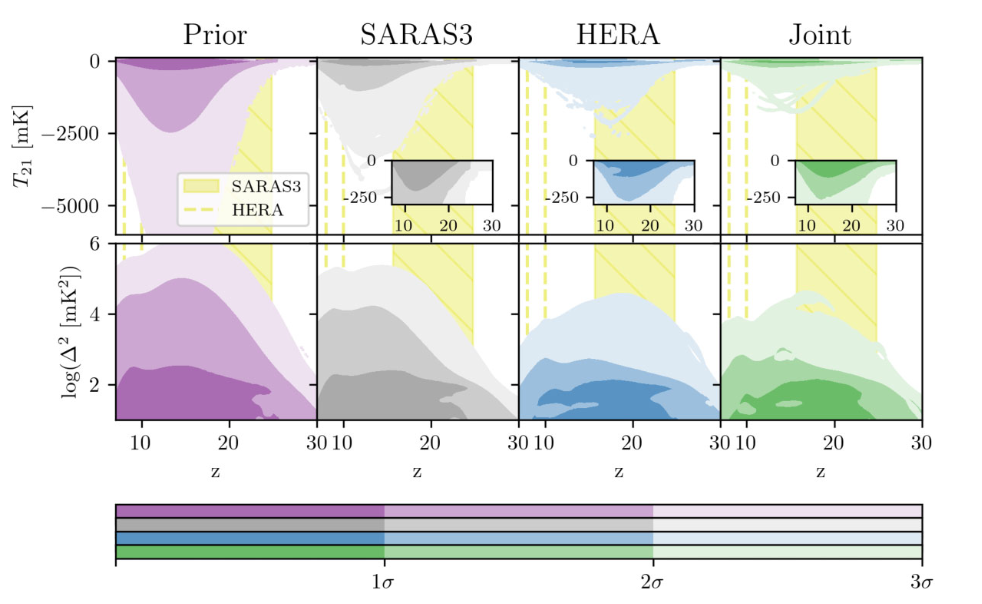 Prior SARAS3 HERA Joint
T21 [mK]
0
−2500
−5000
SARAS3
HERA
0
-250
10 20 30
0
-250
10 20 30
0
-250
10 20 30
log(Δ² [mK²])
6
4
2
10 20 30 10 20 30 10 20 30 10 20 30
z z z z
1σ 2σ 3σ